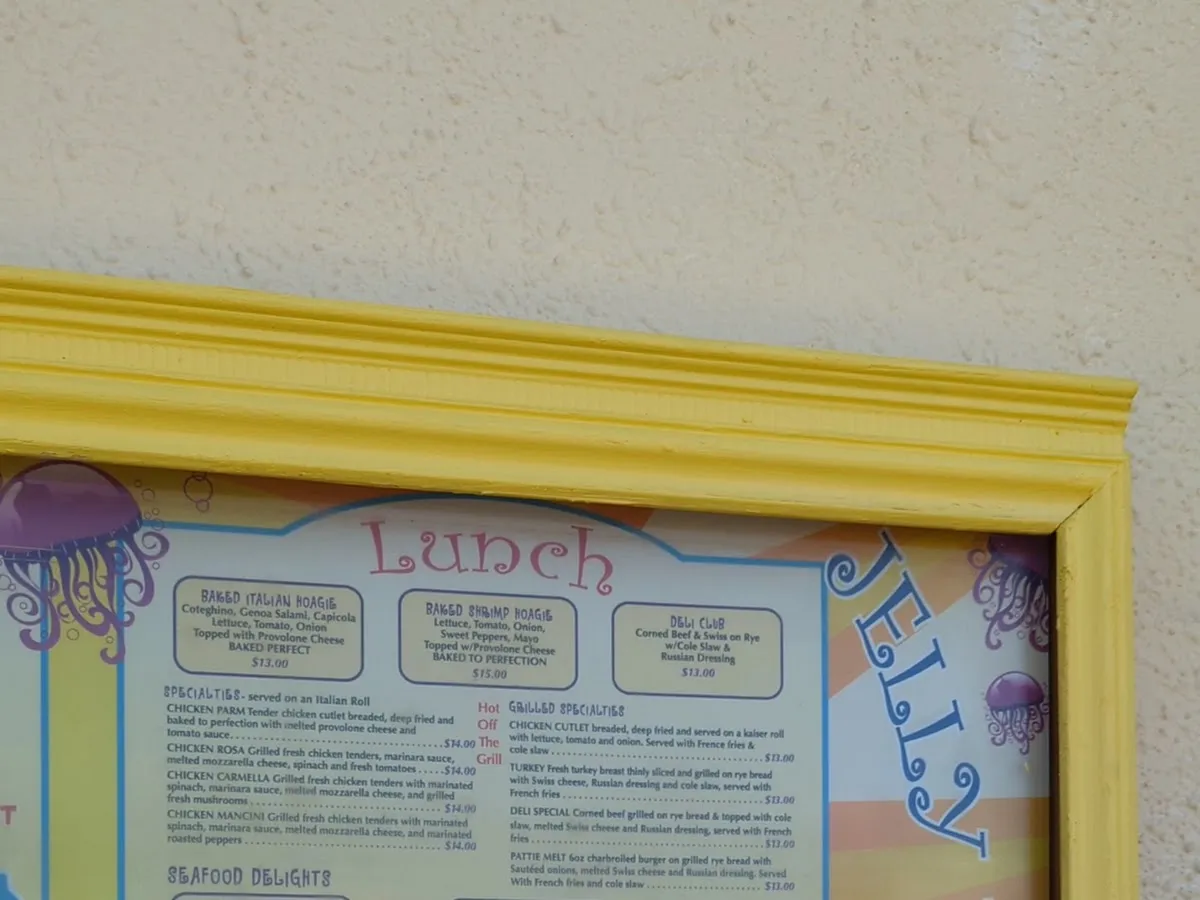 Lunch
BAKED ITALIAN HOAGIE
Coteghino, Genoa Salami, Capicola
Lettuce, Tomato, Onion
Topped with Provolone Cheese
BAKED PERFECT
$13.00
BAKED SHRIMP HOAGIE
Lettuce, Tomato, Onion,
Sweet Peppers, Mayo
Topped w/Provolone Cheese
BAKED TO PERFECTION
$15.00
DELI CLUB
Corned Beef & Swiss on Rye
w/Cole Slaw &
Russian Dressing
$13.00
SPECIALTIES- served on an Italian Roll
CHICKEN PARM Tender chicken cutlet breaded, deep fried and
baked to perfection with melted provolone cheese and
tomato sauce.......................................$14.00
CHICKEN ROSA Grilled fresh chicken tenders, marinara sauce,
melted mozzarella cheese, spinach and fresh tomatoes .....$14.00
CHICKEN CARMELLA Grilled fresh chicken tenders with marinated
spinach, marinara sauce, melted mozzarella cheese, and grilled
fresh mushrooms .......................................$14.00
CHICKEN MANCINI Grilled fresh chicken tenders with marinated
spinach, marinara sauce, melted mozzarella cheese, and marinated
roasted peppers .......................................$14.00
SEAFOOD DELIGHTS
Hot
Off
The
Grill
GRILLED SPECIALTIES
CHICKEN CUTLET breaded, deep fried and served on a kaiser roll
with lettuce, tomato and onion. Served with Frence fries &
cole slaw .......................................$13.00
TURKEY Fresh turkey breast thinly sliced and grilled on rye bread
with Swiss cheese, Russian dressing and cole slaw, served with
French fries .......................................$13.00
DELI SPECIAL Corned beef grilled on rye bread & topped with cole
slaw, melted Swiss cheese and Russian dressing, served with French
fries .......................................$13.00
PATTIE MELT 6oz charbroiled burger on grilled rye bread with
Sautéed onions, melted Swiss cheese and Russian dressing. Served
With French fries and cole slaw .......................$13.00
JELLY
T